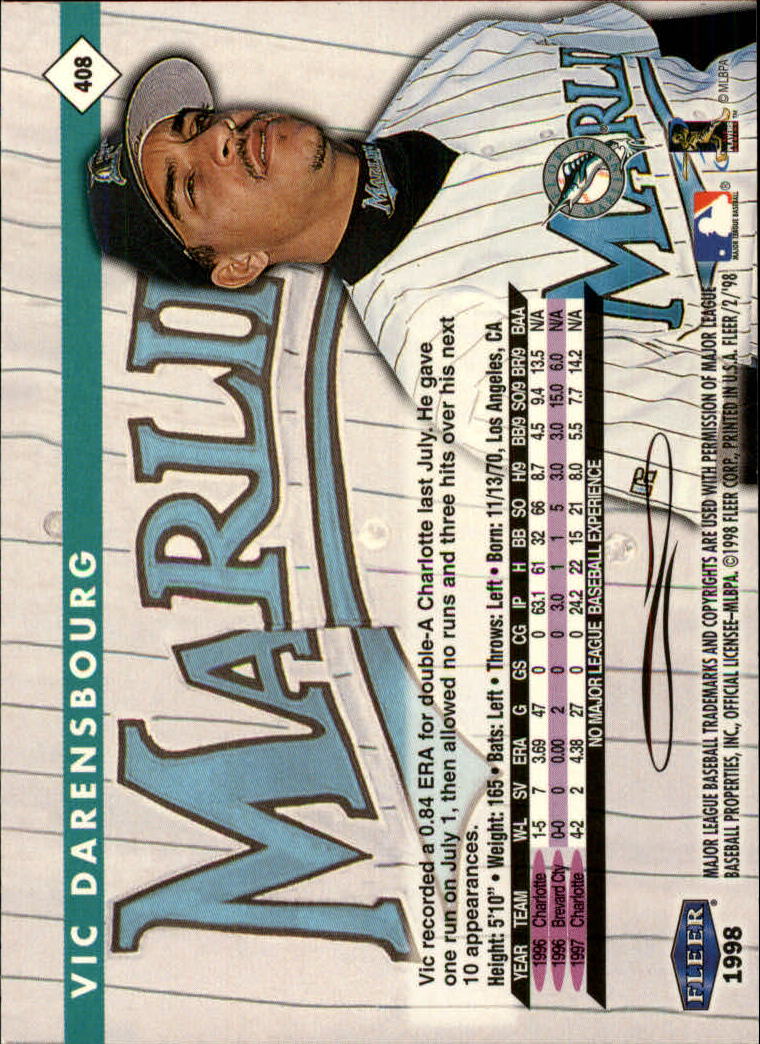 408
VIC DARENSBOURG
MARLI
MARLINS
MARLI
Vic recorded a 0.84 ERA for double-A Charlotte last July. He gave
one run on July 1, then allowed no runs and three hits over his next
10 appearances.
Height: 5'10" • Weight: 165 • Bats: Left • Throws: Left • Born: 11/13/70, Los Angeles, CA
YEAR TEAM W-L SV ERA G GS CG IP H BB SO H/9 BB/9 SO/9 BR/9 BAA
1996 Charlotte 1-5 7 3.69 47 0 0 63.1 61 32 66 8.7 4.5 9.4 13.5 N/A
1996 Brevard Cty 0-0 0 0.00 2 0 0 3.0 1 1 5 3.0 3.0 15.0 6.0 N/A
1997 Charlotte 4-2 2 4.38 27 0 0 24.2 22 15 21 8.0 5.5 7.7 14.2 N/A
NO MAJOR LEAGUE BASEBALL EXPERIENCE
FLEER®
1998
MAJOR LEAGUE BASEBALL TRADEMARKS AND COPYRIGHTS ARE USED WITH PERMISSION OF MAJOR LEAGUE
BASEBALL PROPERTIES, INC., OFFICIAL LICENSEE–MLBPA. ©1998 FLEER CORP., PRINTED IN U.S.A. FLEER/2/'98
MAJOR LEAGUE BASEBALL
®
PLAYERS™
© MLBPA